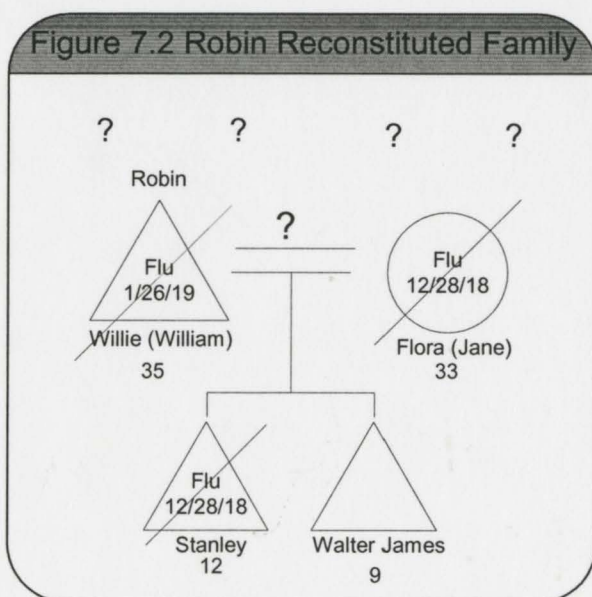 Figure 7.2 Robin Reconstituted Family
? ? ? ?
Robin
?
Flu
1/26/19
Flu
12/28/18
Willie (William)
35
Flora (Jane)
33
Flu
12/28/18
Stanley
12
Walter James
9